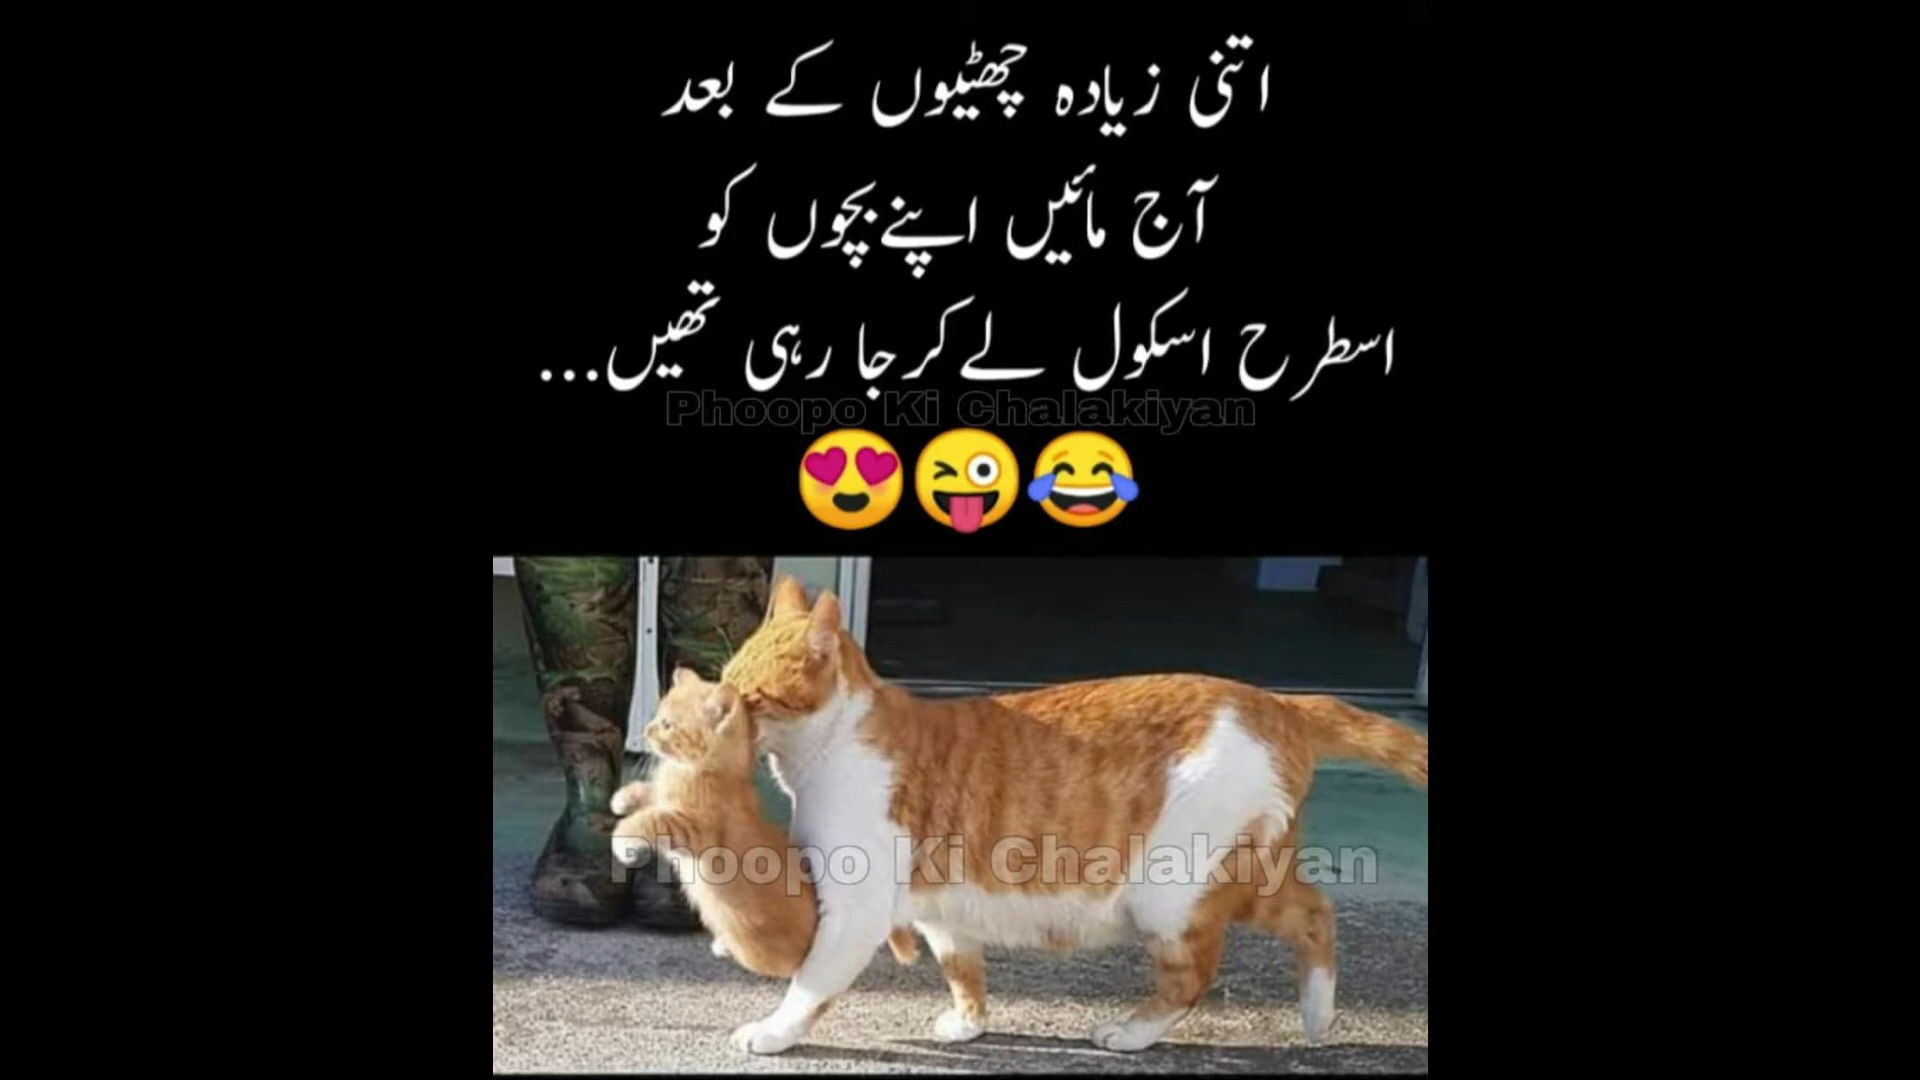 اتنی زیادہ چھٹیوں کے بعد
آج مائیں اپنے بچوں کو
اسطرح اسکول لے کر جا رہی تھیں...
Phoopo Ki Chalakiyan
😍😜😂
Phoopo Ki Chalakiyan